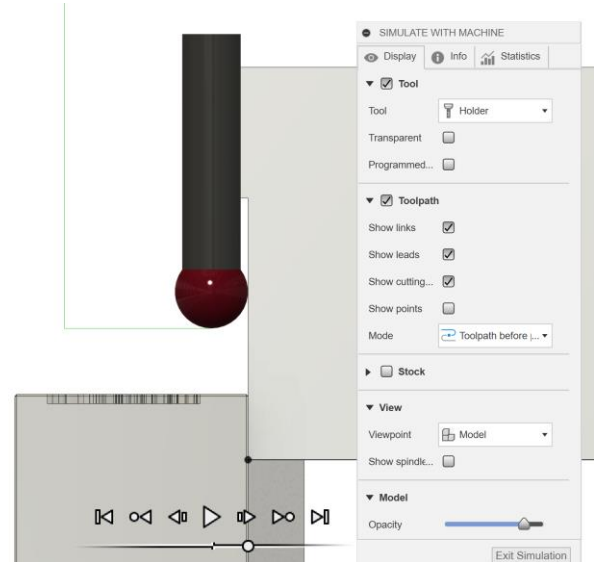 SIMULATE WITH MACHINE
Display Info Statistics
Tool
Tool Holder
Transparent
Programmed...
Toolpath
Show links
Show leads
Show cutting...
Show points
Mode Toolpath before j...
Stock
View
Viewpoint Model
Show spindle...
Model
Opacity
Exit Simulation